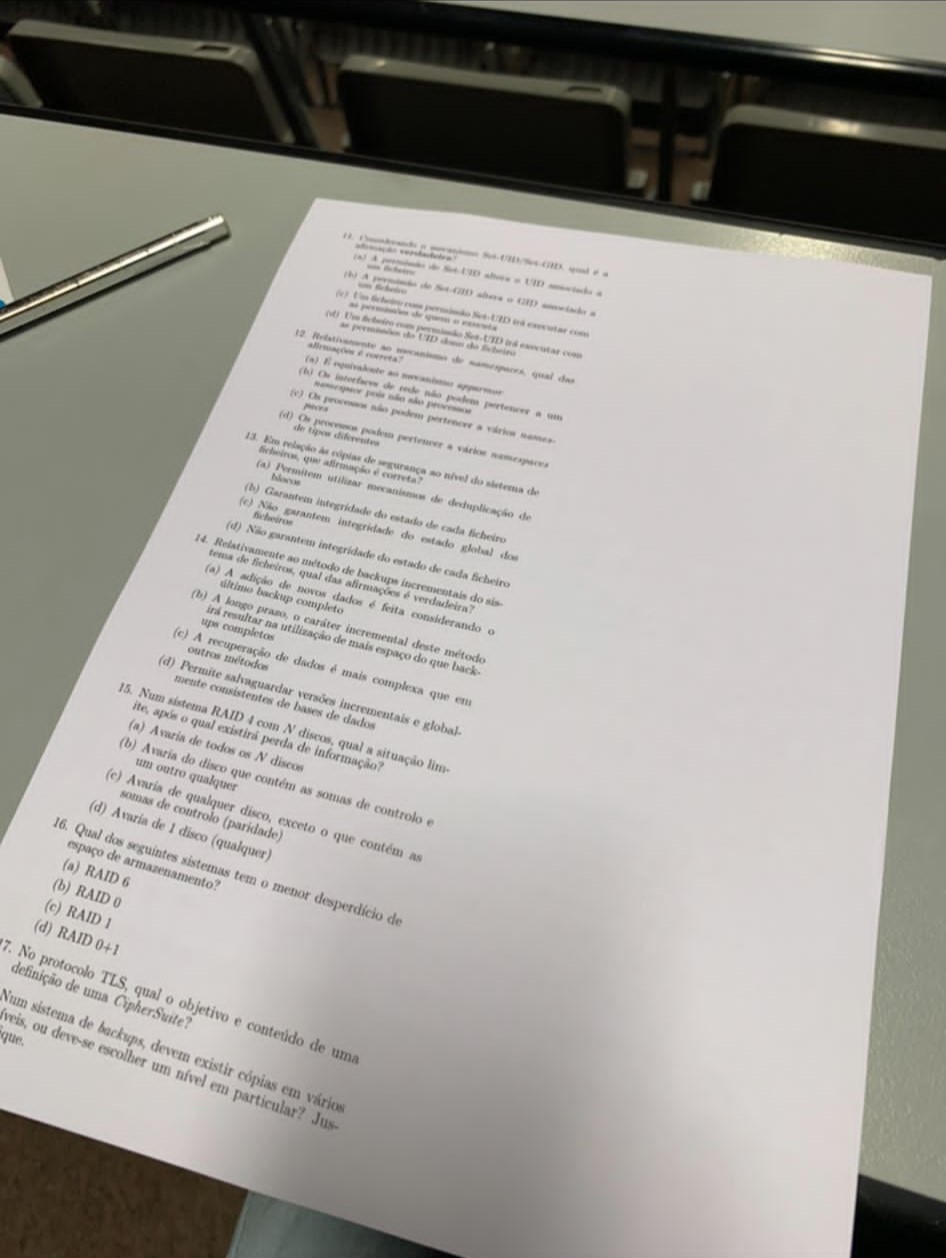 11. Considerando o mecanismo Set-UID/Set-GID, qual é a
afirmação verdadeira?
(a) A permissão de Set-UID altera o UID associado a
um ficheiro
(b) A permissão de Set-GID altera o GID associado a
um ficheiro
(c) Um ficheiro com permissão Set-UID irá executar com
as permissões de quem o executa
(d) Um ficheiro com permissão Set-UID irá executar com
as permissões do UID dono do ficheiro
12. Relativamente ao mecanismo de namespaces, qual das
afirmações é correta?
(a) É equivalente ao mecanismo apparmor
(b) Os interfaces de rede não podem pertencer a um
namespace pois não são processos
(c) Os processos não podem pertencer a vários names-
paces
(d) Os processos podem pertencer a vários namespaces
de tipos diferentes
13. Em relação às cópias de segurança ao nível do sistema de
ficheiros, que afirmação é correta?
(a) Permitem utilizar mecanismos de deduplicação de
blocos
(b) Garantem integridade do estado de cada ficheiro
(c) Não garantem integridade do estado global dos
ficheiros
(d) Não garantem integridade do estado de cada ficheiro
14. Relativamente ao método de backups incrementais do sis-
tema de ficheiros, qual das afirmações é verdadeira?
(a) A adição de novos dados é feita considerando o
último backup completo
(b) A longo prazo, o caráter incremental deste método
irá resultar na utilização de mais espaço do que back-
ups completos
(c) A recuperação de dados é mais complexa que em
outros métodos
(d) Permite salvaguardar versões incrementais e global-
mente consistentes de bases de dados
15. Num sistema RAID 4 com N discos, qual a situação lim-
ite, após o qual existirá perda de informação?
(a) Avaria de todos os N discos
(b) Avaria do disco que contém as somas de controlo e
um outro qualquer
(c) Avaria de qualquer disco, exceto o que contém as
somas de controlo (paridade)
(d) Avaria de 1 disco (qualquer)
16. Qual dos seguintes sistemas tem o menor desperdício de
espaço de armazenamento?
(a) RAID 6
(b) RAID 0
(c) RAID 1
(d) RAID 0+1
17. No protocolo TLS, qual o objetivo e conteúdo de uma
definição de uma CipherSuite?
Num sistema de backups, devem existir cópias em vários
íveis, ou deve-se escolher um nível em particular? Jus-
ique.